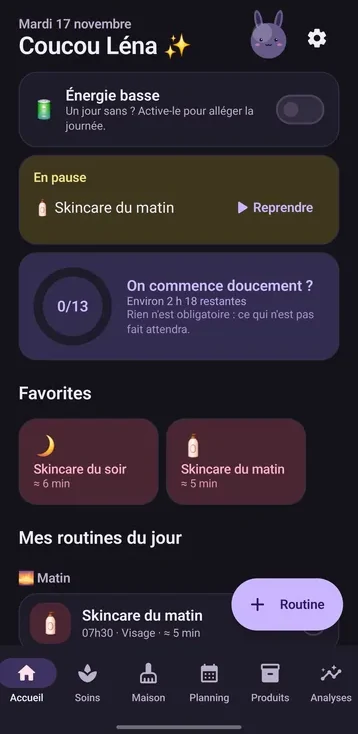 Mardi 17 novembre
Coucou Léna ✨
Énergie basse
Un jour sans ? Active-le pour alléger la
journée.
En pause
Skincare du matin
Reprendre
0/13
On commence doucement ?
Environ 2 h 18 restantes
Rien n'est obligatoire : ce qui n'est pas
fait attendra.
Favorites
Skincare du soir
≈ 6 min
Skincare du matin
≈ 5 min
Mes routines du jour
Matin
Skincare du matin
07h30 · Visage · ≈ 5 min
+ Routine
Accueil
Soins
Maison
Planning
Produits
Analyses